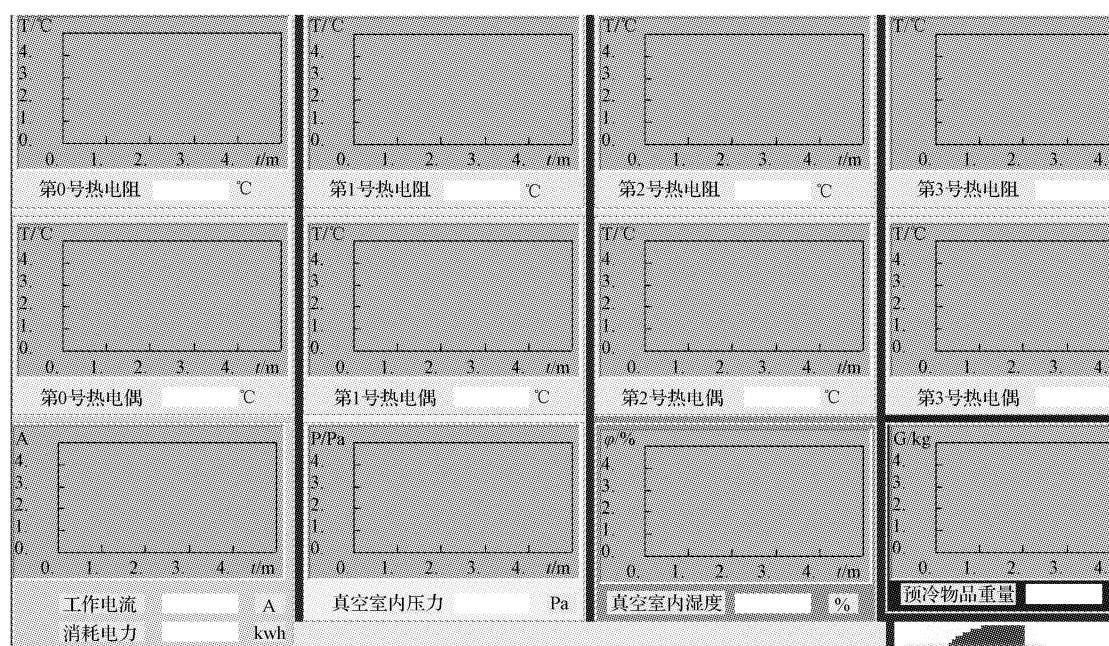 T/℃ T/℃ T/℃ T/℃
4. 4. 4. 4.
3. 3. 3. 3.
2. 2. 2. 2.
1. 1. 1. 1.
0. 0. 0. 0.
0. 1. 2. 3. 4. t/m 0. 1. 2. 3. 4. t/m 0. 1. 2. 3. 4. t/m 0. 1. 2. 3. 4.
第0号热电阻 ℃ 第1号热电阻 ℃ 第2号热电阻 ℃ 第3号热电阻
T/℃ T/℃ T/℃ T/℃
4. 4. 4. 4.
3. 3. 3. 3.
2. 2. 2. 2.
1. 1. 1. 1.
0. 0. 0. 0.
0. 1. 2. 3. 4. t/m 0. 1. 2. 3. 4. t/m 0. 1. 2. 3. 4. t/m 0. 1. 2. 3. 4.
第0号热电偶 ℃ 第1号热电偶 ℃ 第2号热电偶 ℃ 第3号热电偶
A P/Pa φ/% G/kg
4. 4. 4. 4.
3. 3. 3. 3.
2. 2. 2. 2.
1. 1. 1. 1.
0. 0. 0. 0.
0. 1. 2. 3. 4. t/m 0. 1. 2. 3. 4. t/m 0. 1. 2. 3. 4. t/m 0. 1. 2. 3. 4
工作电流 A 真空室内压力 Pa 真空室内湿度 % 预冷物品重量
消耗电力 kwh